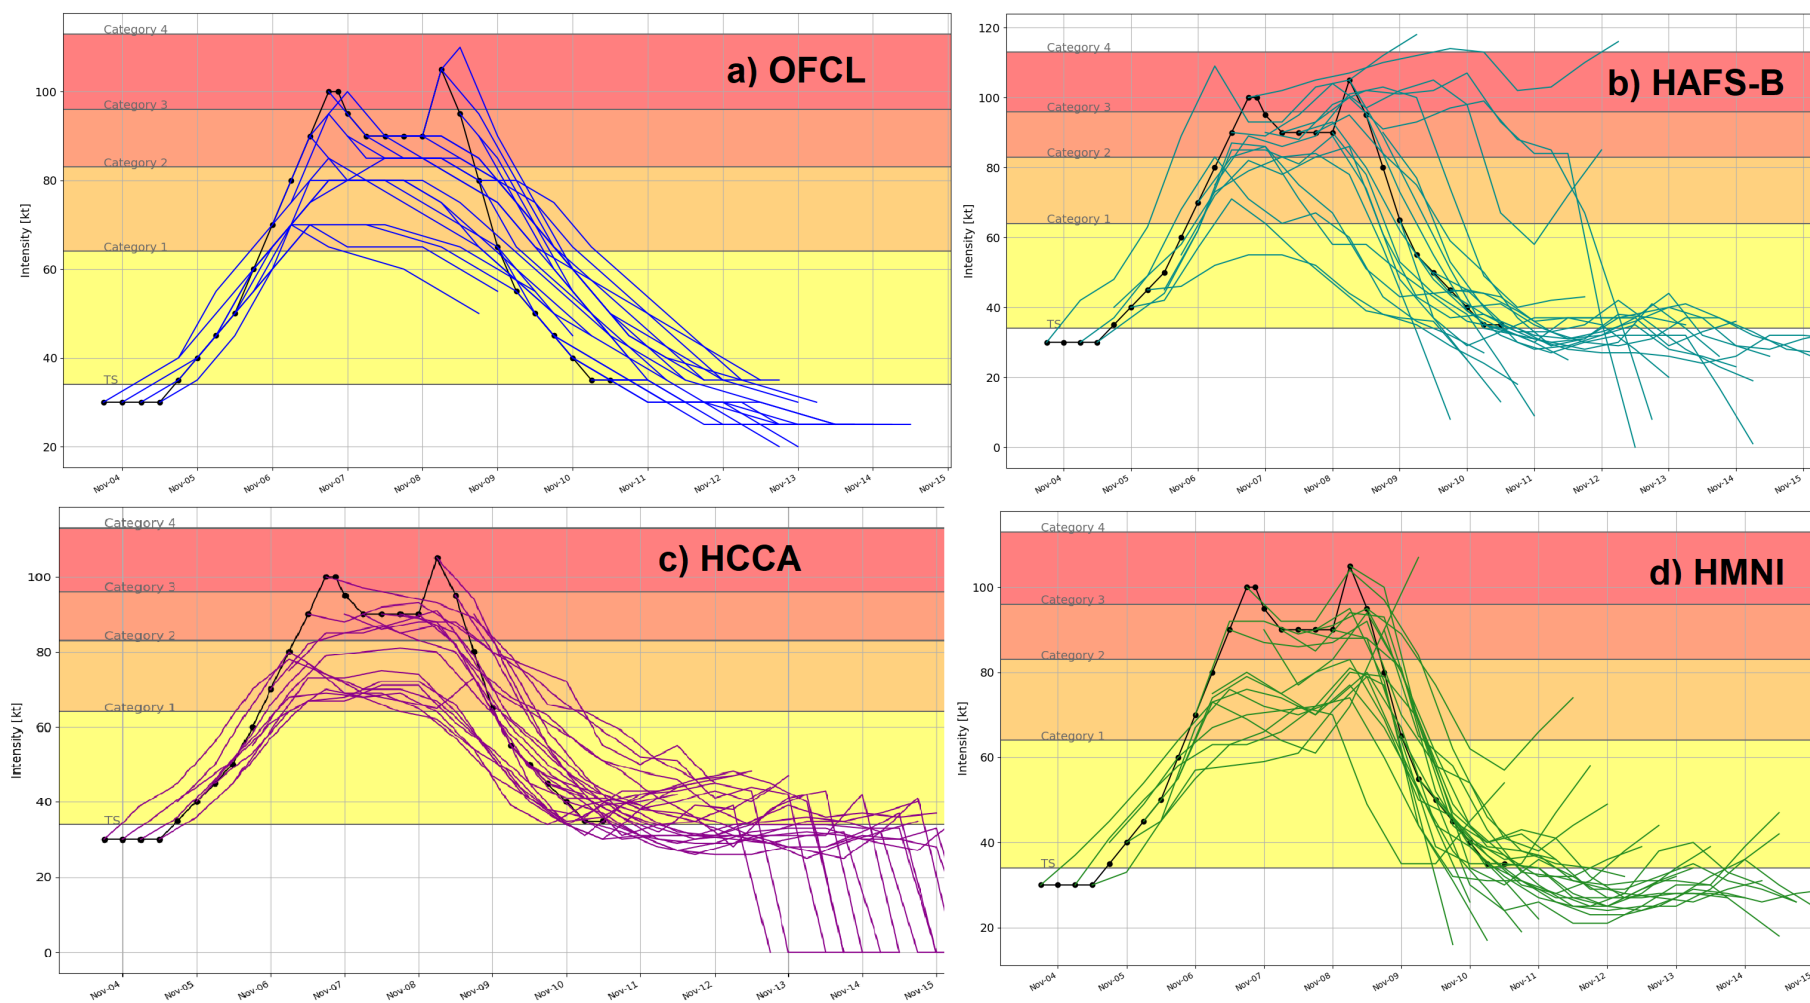 a) OFCL
Category 4
Category 3
Category 2
Category 1
TS
Intensity [kt]
100
80
60
40
20
Nov-04
Nov-05
Nov-06
Nov-07
Nov-08
Nov-09
Nov-10
Nov-11
Nov-12
Nov-13
Nov-14
Nov-15
b) HAFS-B
Category 4
Category 3
Category 2
Category 1
TS
Intensity [kt]
120
100
80
60
40
20
0
Nov-04
Nov-05
Nov-06
Nov-07
Nov-08
Nov-09
Nov-10
Nov-11
Nov-12
Nov-13
Nov-14
Nov-15
c) HCCA
Category 4
Category 3
Category 2
Category 1
TS
Intensity [kt]
100
80
60
40
20
0
Nov-04
Nov-05
Nov-06
Nov-07
Nov-08
Nov-09
Nov-10
Nov-11
Nov-12
Nov-13
Nov-14
Nov-15
d) HMNI
Category 4
Category 3
Category 2
Category 1
TS
Intensity [kt]
100
80
60
40
20
Nov-04
Nov-05
Nov-06
Nov-07
Nov-08
Nov-09
Nov-10
Nov-11
Nov-12
Nov-13
Nov-14
Nov-15